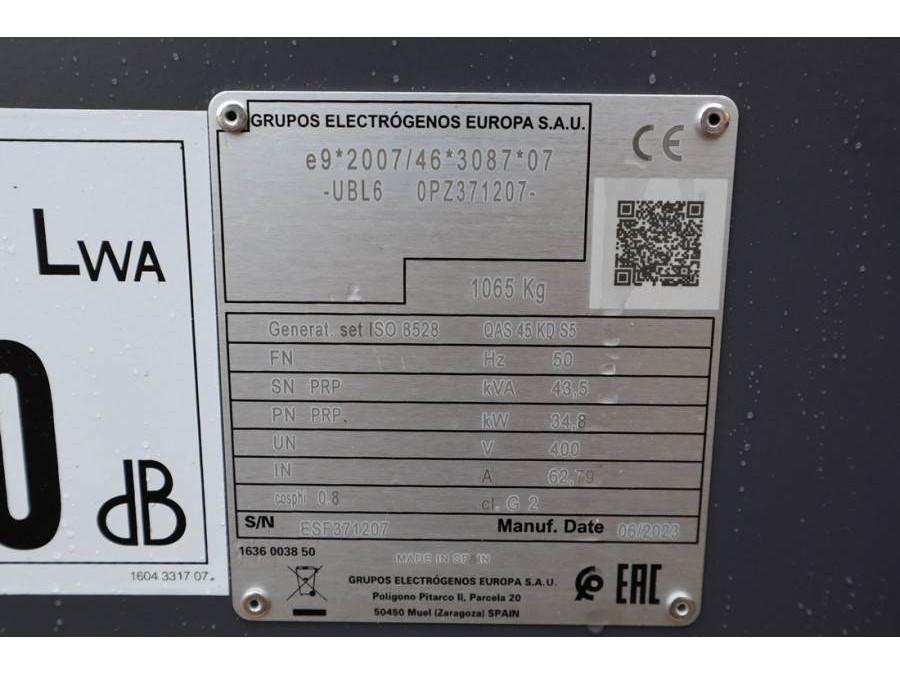 LWA
0
dB
1604 3317 07
GRUPOS ELECTRÓGENOS EUROPA S.A.U.
e9*2007/46*3087*07
-UBL6 0PZ371207-
1065 Kg
CE
Generat. set ISO 8528 QAS 45 KD S5
FN Hz 50
SN PRP kVA 43,5
PN PRP. kW 34,8
UN V 400
IN A 62,79
cosphi 0.8 cl. G 2
S/N ESF371207 Manuf. Date 06/2023
1636 0038 50
MADE IN SPAIN
GRUPOS ELECTRÓGENOS EUROPA S.A.U.
Polígono Pitarco II, Parcela 20
50450 Muel (Zaragoza) SPAIN
EAC